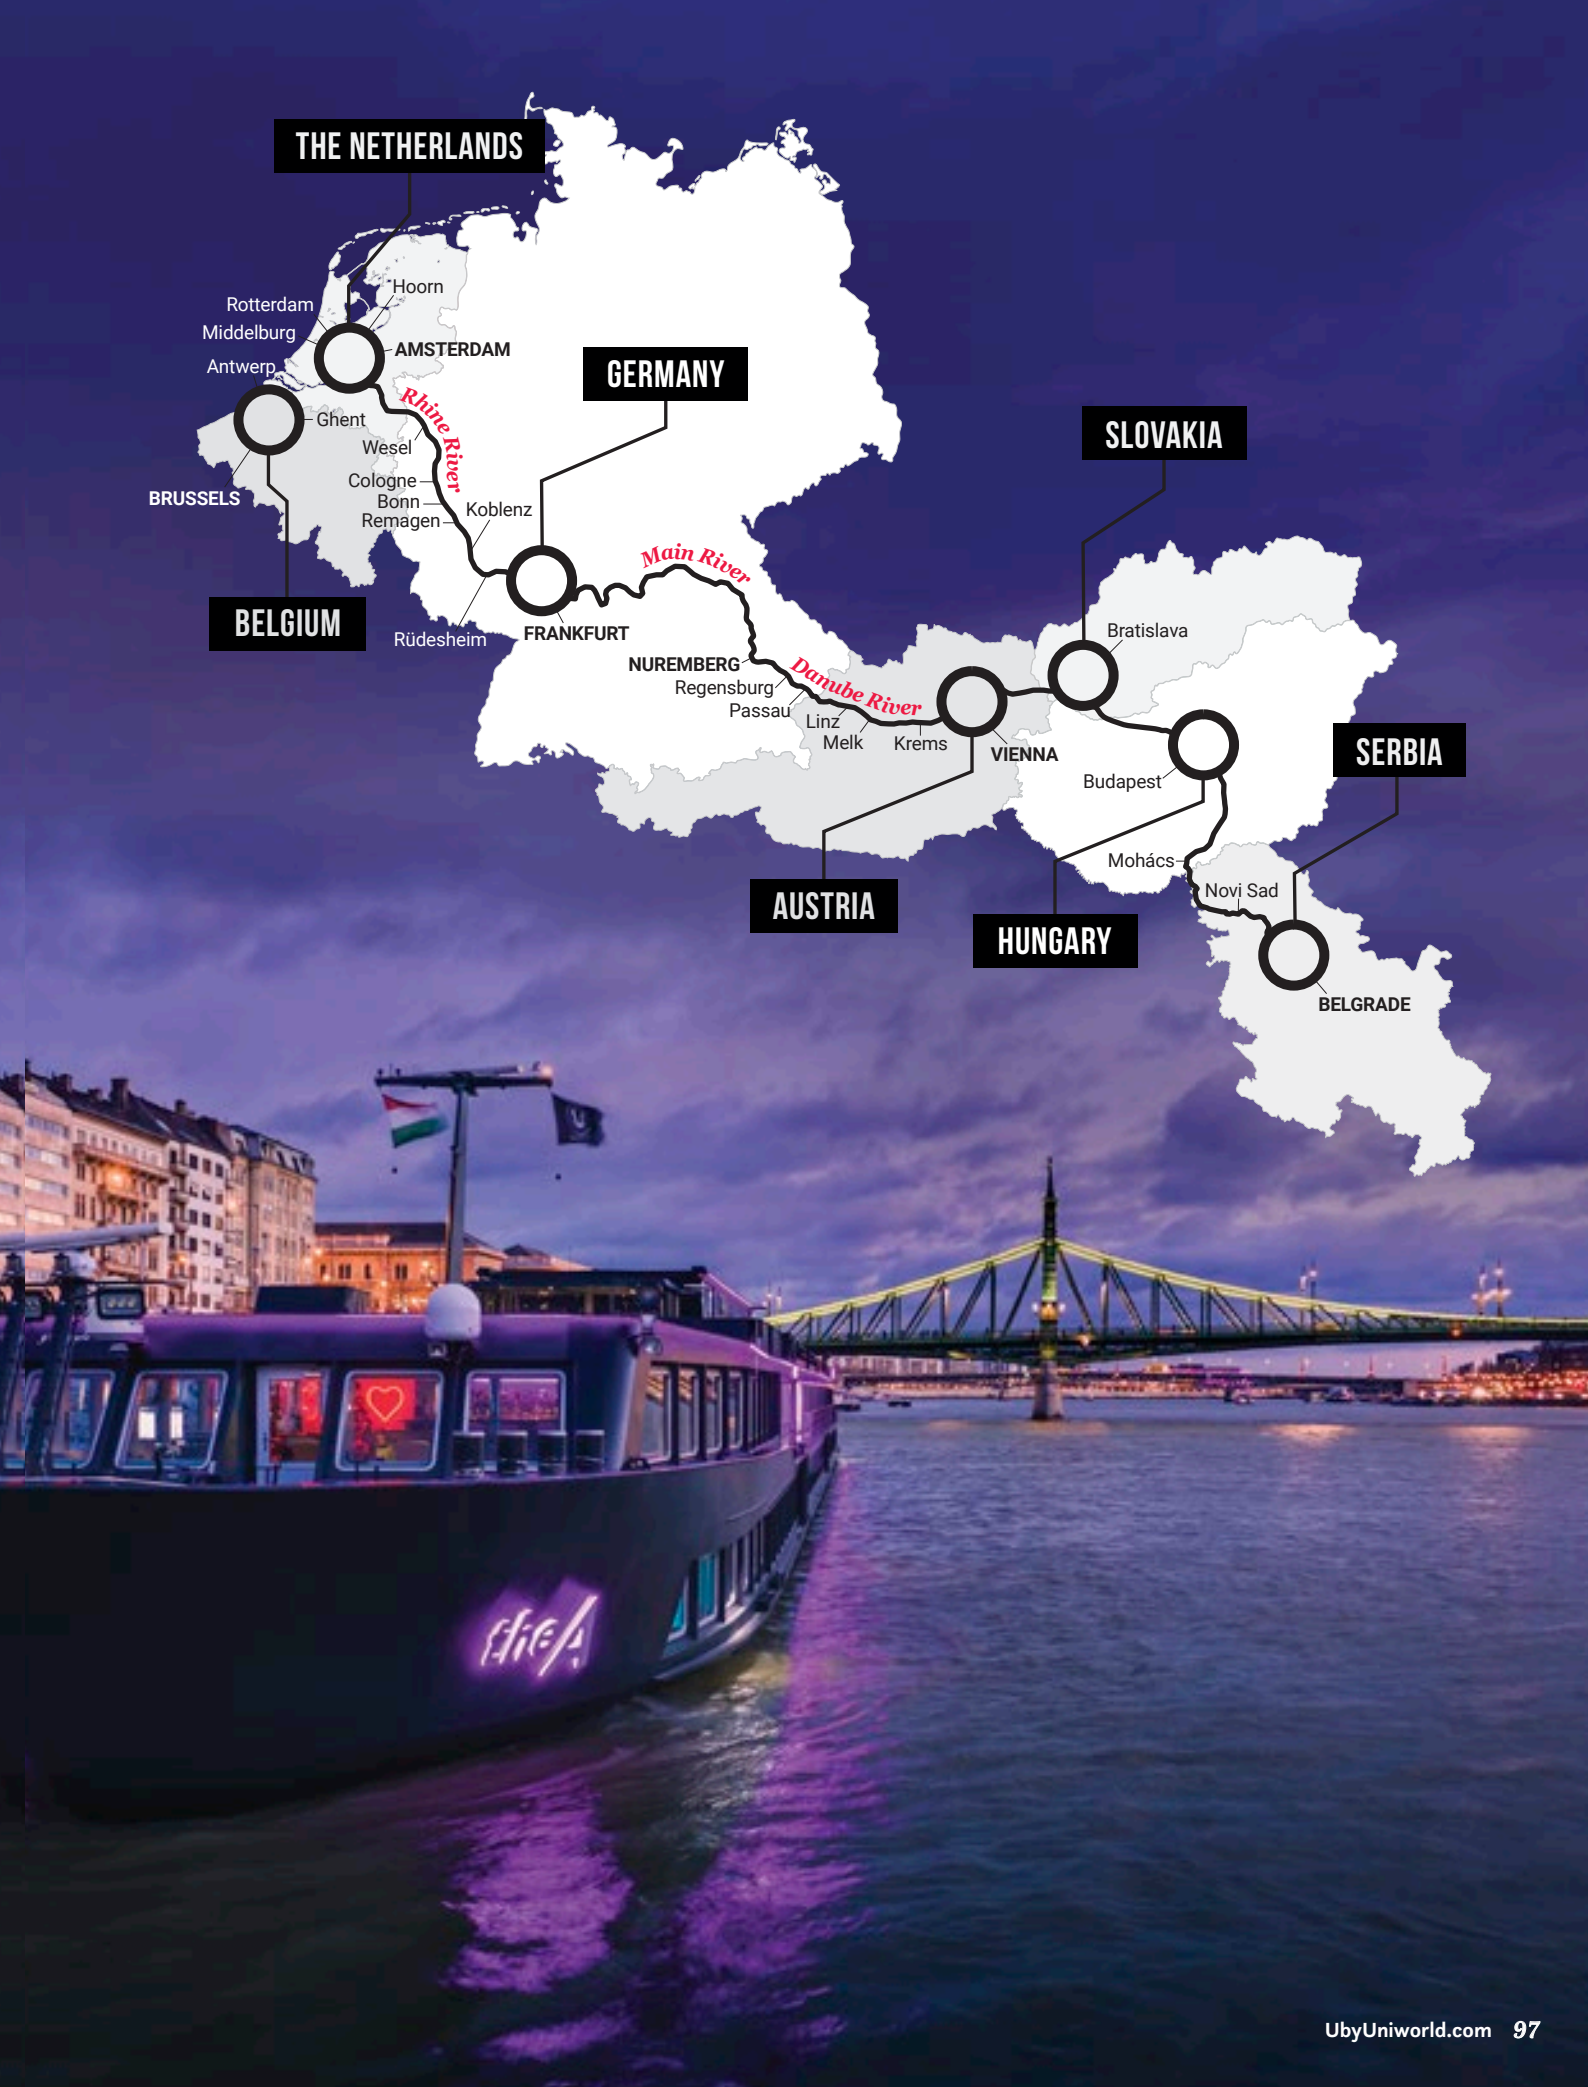 THE NETHERLANDS
Hoorn
Rotterdam
Middelburg
AMSTERDAM
Antwerp
GERMANY
Rhine River
Ghent
SLOVAKIA
Wesel
Cologne
BRUSSELS
Bonn
Koblenz
Remagen
Main River
BELGIUM
Rüdesheim
FRANKFURT
Bratislava
NUREMBERG
Danube River
Regensburg
Passau
Linz
Melk
Krems
VIENNA
SERBIA
Budapest
Mohács
Novi Sad
AUSTRIA
HUNGARY
BELGRADE
U
UbyUniworld.com 97